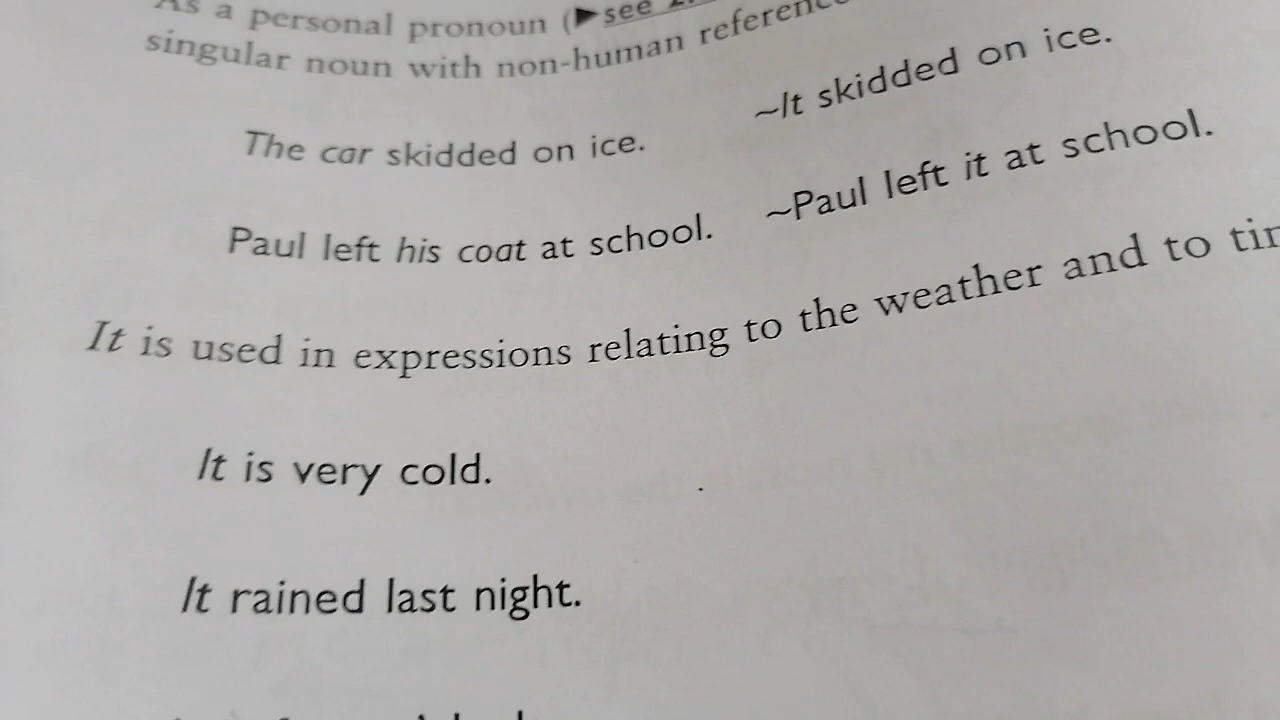 As a personal pronoun (▶see
singular noun with non-human
The car skidded on ice. ~It skidded on ice.
Paul left his coat at school. ~Paul left it at school.
It is used in expressions relating to the weather and to
It is very cold.
It rained last night.